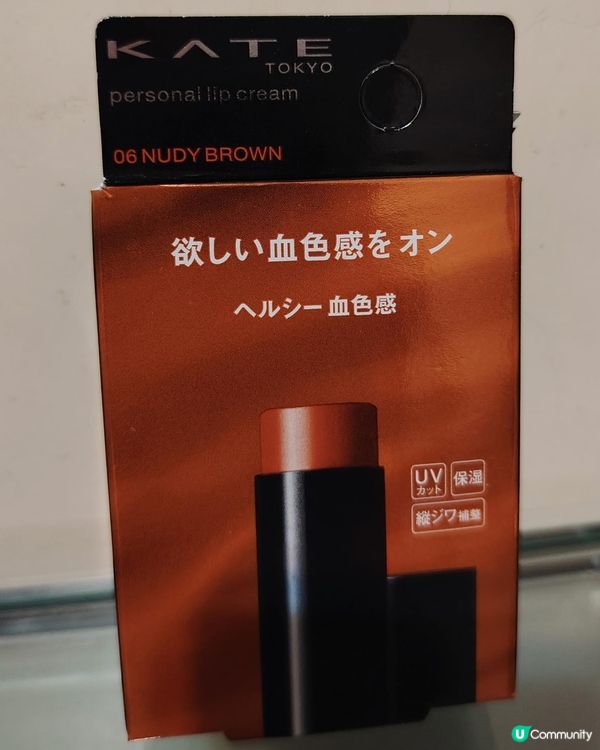 KATE
TOKYO
personal lip cream
06 NUDY BROWN
欲しい血色感をオン
ヘルシー血色感
UV
カット
保湿
縦ジワ補整
U Community